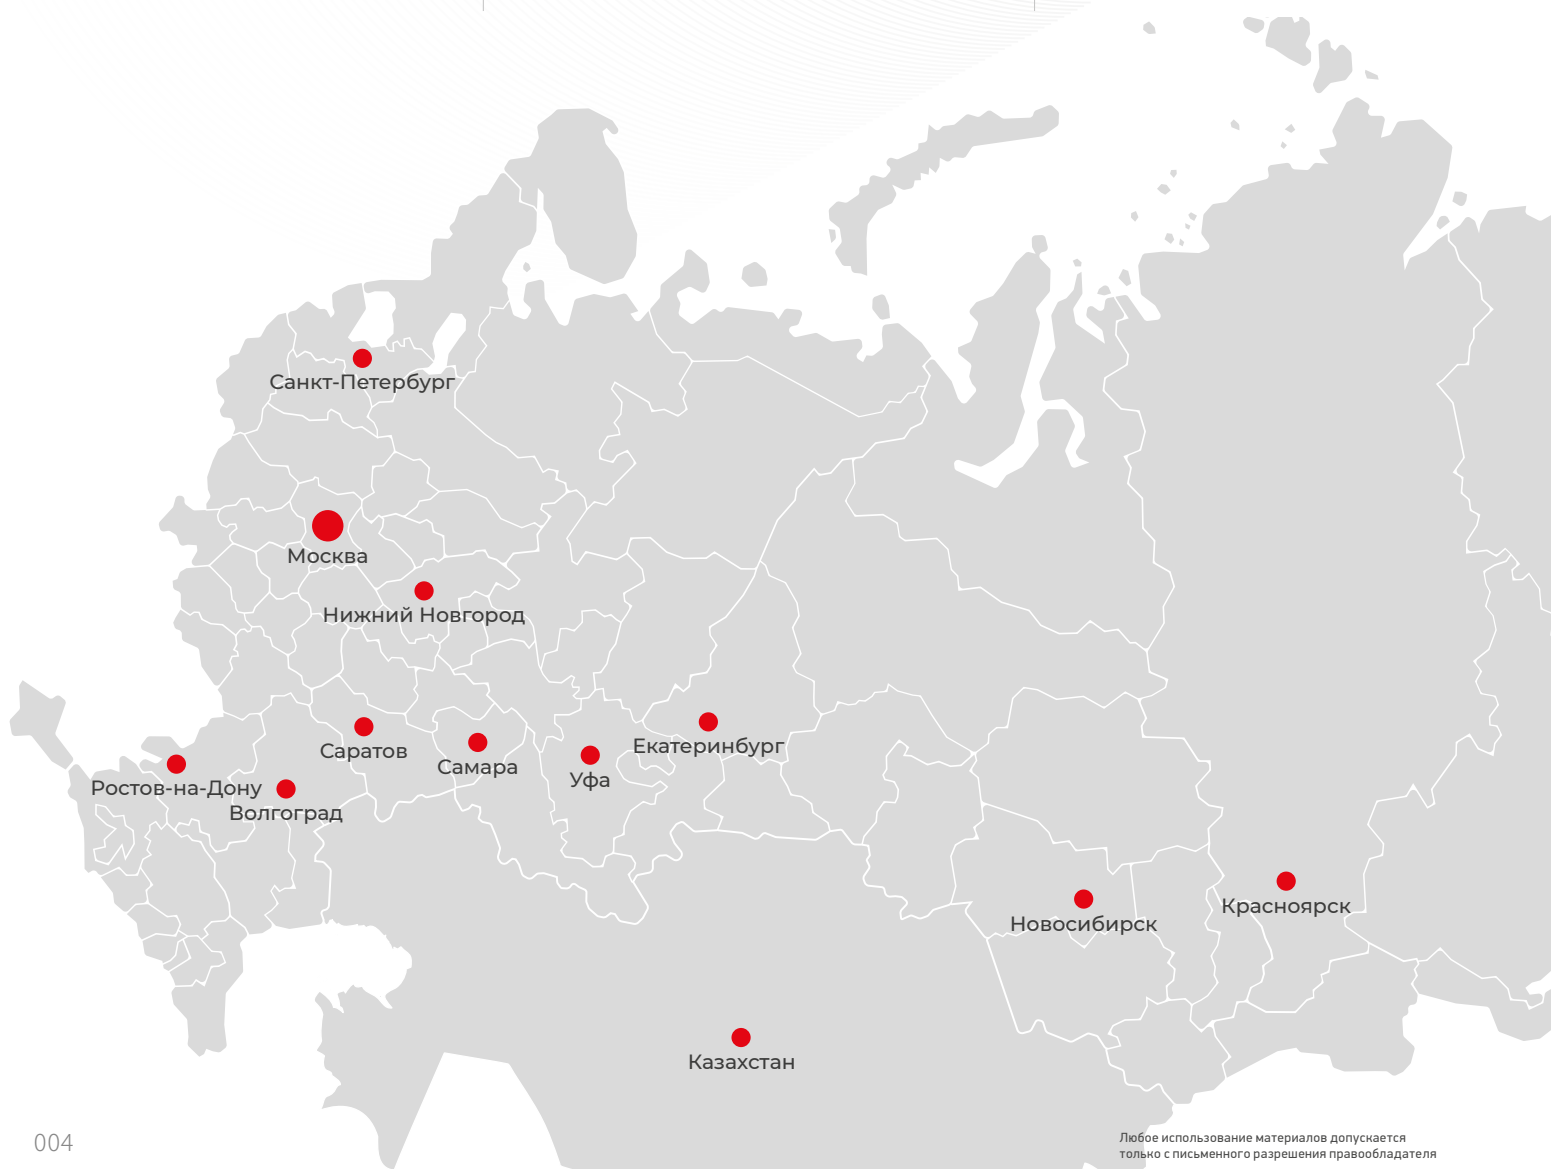 Санкт-Петербург
Москва
Нижний Новгород
Саратов
Самара
Уфа
Екатеринбург
Ростов-на-Дону
Волгоград
Новосибирск
Красноярск
Казахстан
004
Любое использование материалов допускается
только с письменного разрешения правообладателя